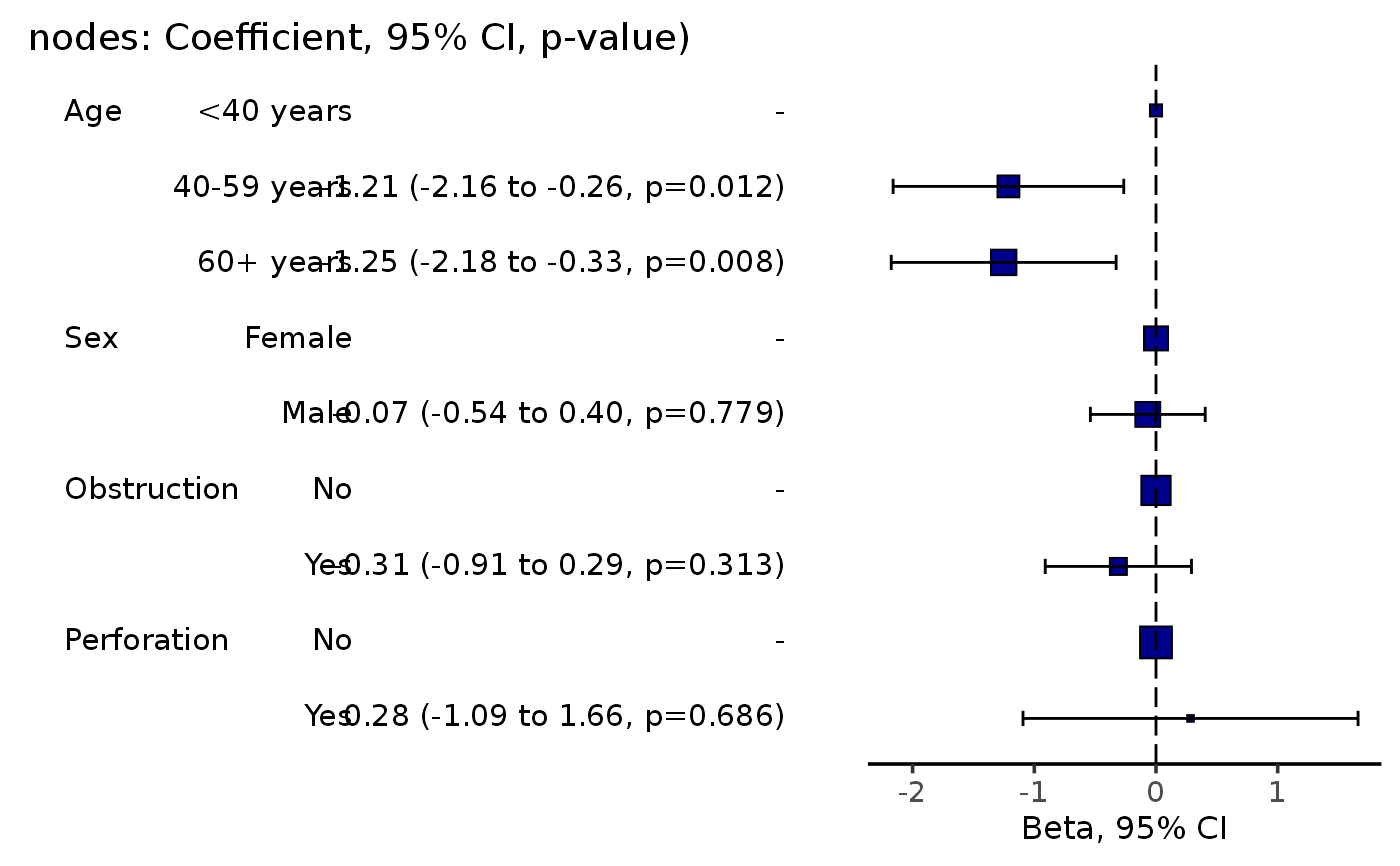 nodes: Coefficient, 95% CI, p-value)
Age <40 years -
40-59 years -1.21 (-2.16 to -0.26, p=0.012)
60+ years -1.25 (-2.18 to -0.33, p=0.008)
Sex Female -
Male -0.07 (-0.54 to 0.40, p=0.779)
Obstruction No -
Yes -0.31 (-0.91 to 0.29, p=0.313)
Perforation No -
Yes 0.28 (-1.09 to 1.66, p=0.686)
-2 -1 0 1
Beta, 95% CI